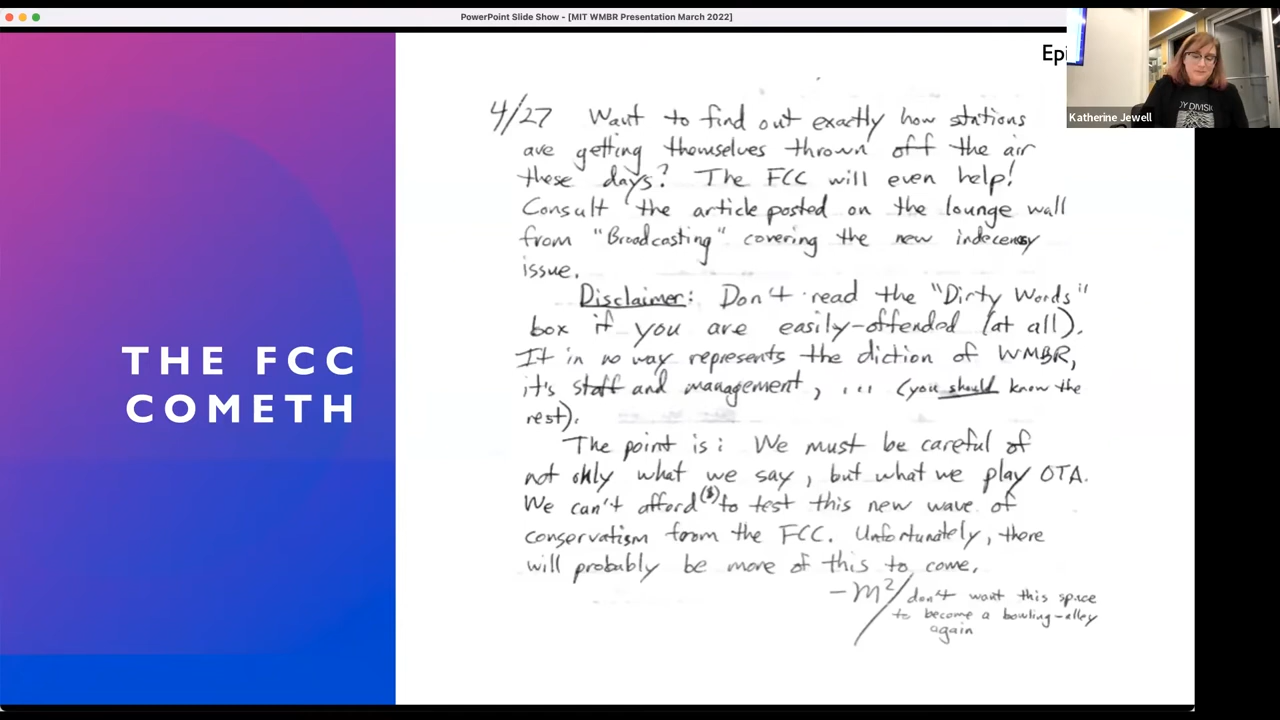 PowerPoint Slide Show - [MIT WMBR Presentation March 2022]
Epi
Katherine Jewell
THE FCC
COMETH
4/27 Want to find out exactly how stations
are getting themselves thrown off the air
these days? The FCC will even help!
Consult the article posted on the lounge wall
from "Broadcasting" covering the new indecency
issue.
Disclaimer: Don't read the "Dirty Words"
box if you are easily-offended (at all).
It in no way represents the diction of WMBR,
it's staff and management, ... (you should know the
rest).
The point is: We must be careful of
not only what we say, but what we play OTA.
We can't afford ($) to test this new wave of
conservatism from the FCC. Unfortunately, there
will probably be more of this to come.
-M²/don't want this space
to become a bowling-alley
again